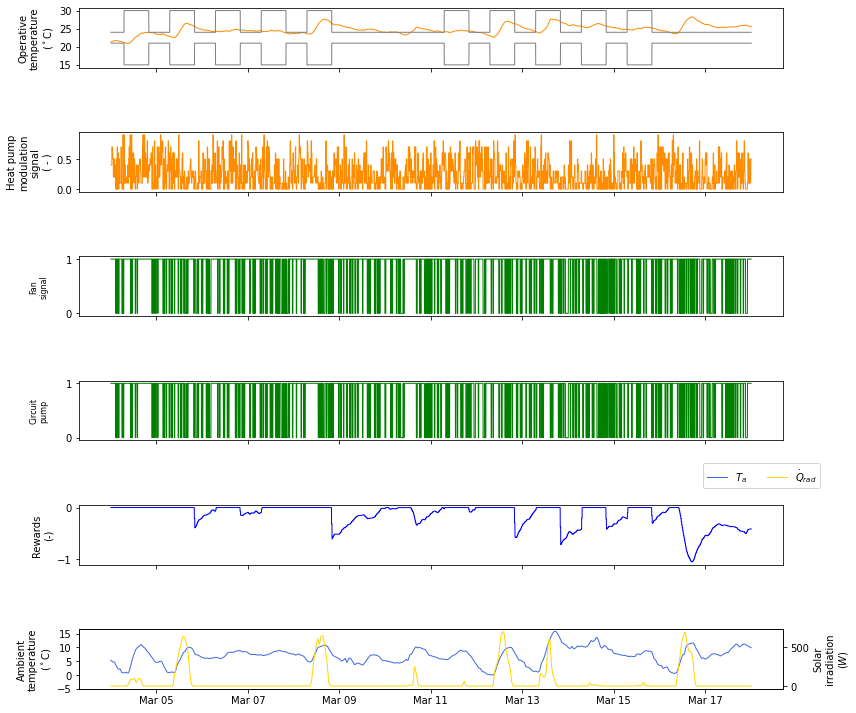 Operative
temperature
(°C)
30
25
20
15
Heat pump
modulation
signal
( - )
0.5
0.0
Fan
signal
1
0
Circuit
pump
1
0
Tₐ Q̇ᵣₐd
Rewards
(-)
0
−1
Ambient
temperature
(°C)
15
10
5
0
−5
500
0
Solar
irradiation
(W)
Mar 05 Mar 07 Mar 09 Mar 11 Mar 13 Mar 15 Mar 17